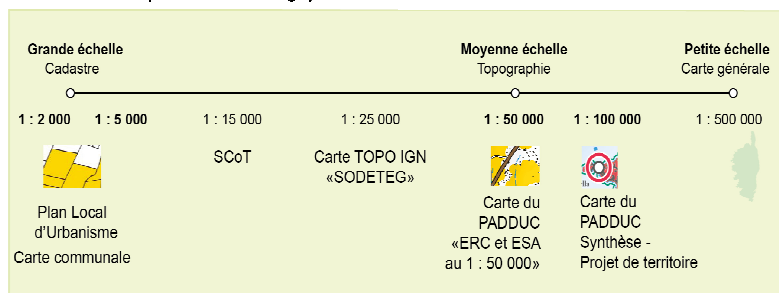 Grande échelle
Cadastre
Moyenne échelle
Topographie
Petite échelle
Carte générale
1 : 2 000
1 : 5 000
1 : 15 000
1 : 25 000
1 : 50 000
1 : 100 000
1 : 500 000
Plan Local
d'Urbanisme
Carte communale
SCoT
Carte TOPO IGN
«SODETEG»
Carte du
PADDUC
«ERC et ESA
au 1 : 50 000»
Carte du
PADDUC
Synthèse -
Projet de territoire